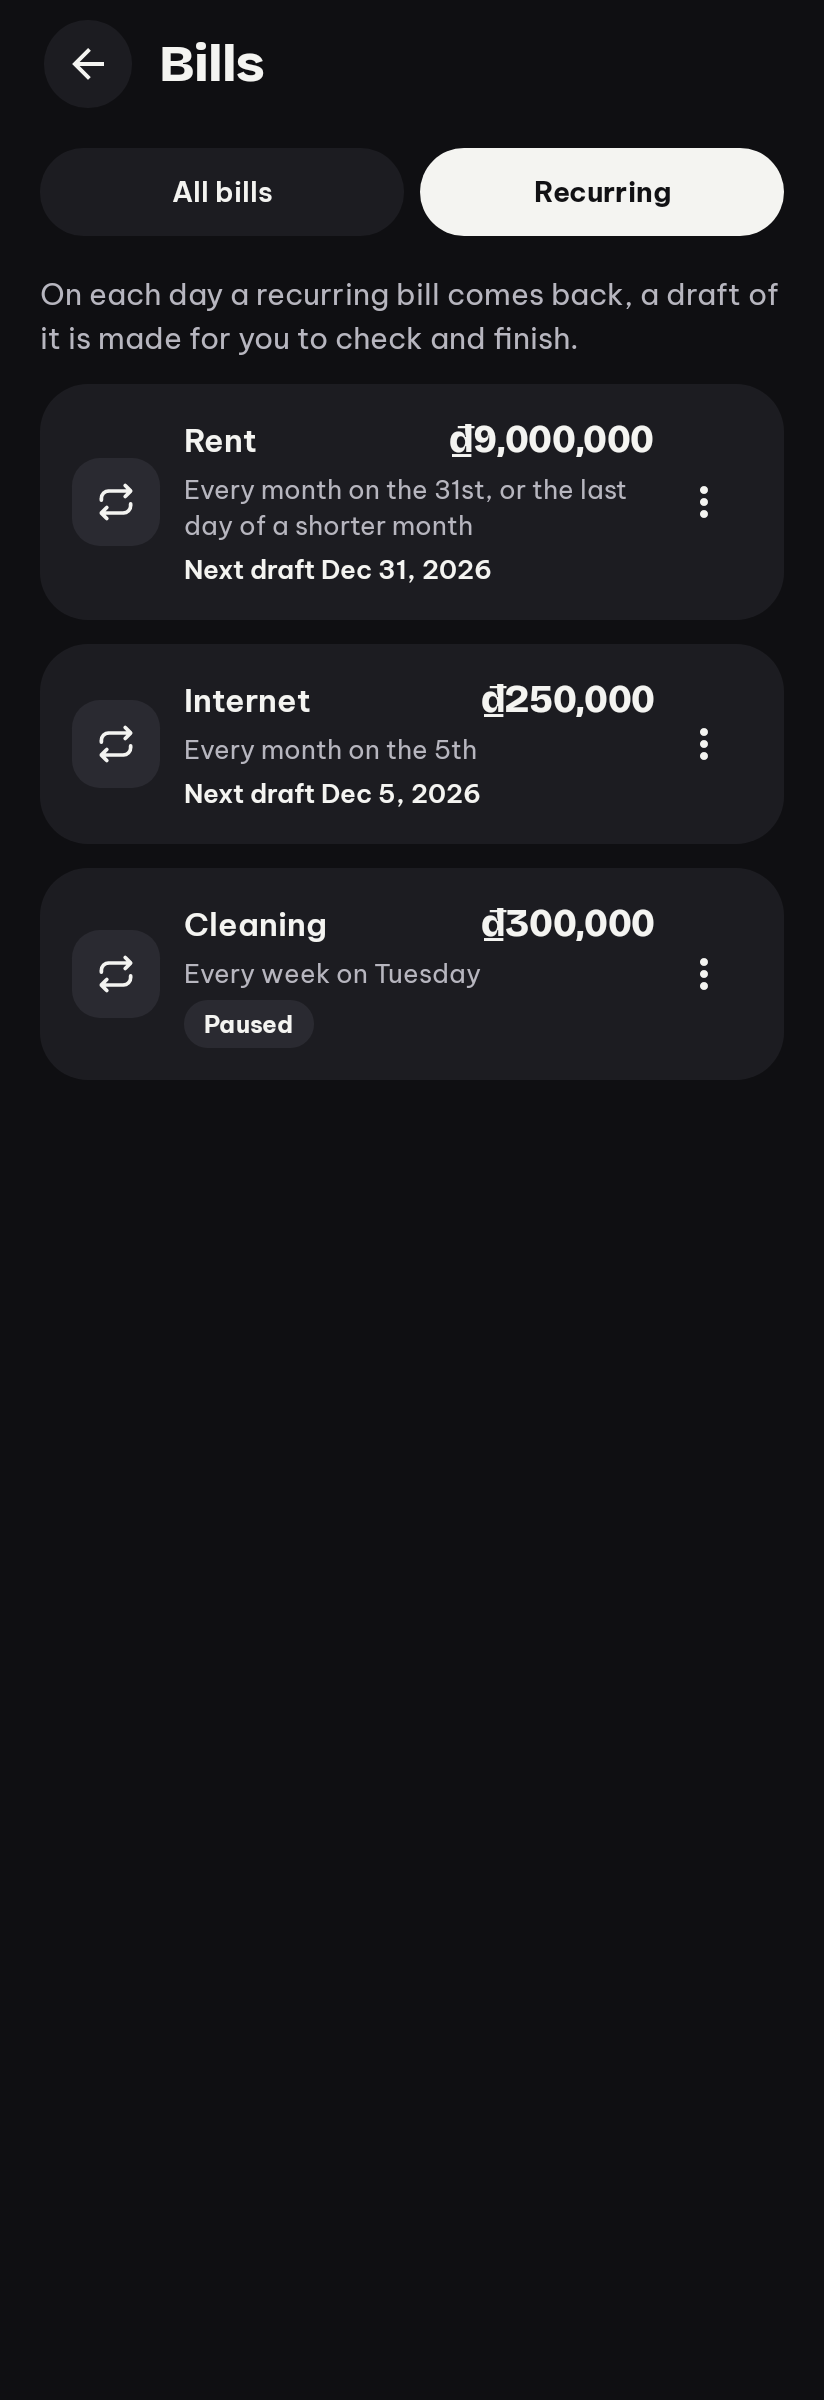 Bills
All bills
Recurring
On each day a recurring bill comes back, a draft of
it is made for you to check and finish.
Rent
₫9,000,000
Every month on the 31st, or the last
day of a shorter month
Next draft Dec 31, 2026
Internet
₫250,000
Every month on the 5th
Next draft Dec 5, 2026
Cleaning
₫300,000
Every week on Tuesday
Paused